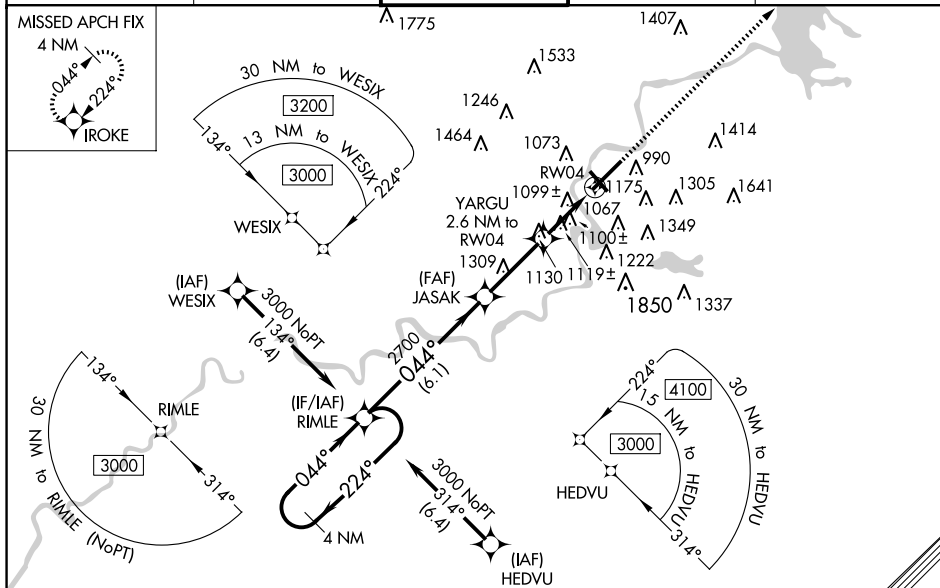 MISSED APCH FIX
4 NM
044°
224°
IROKE
1775
1407
1533
30 NM to WESIX
3200
1246
13 NM to WESIX
1464
1073
1414
134°
3000
224°
RW04
990
1099±
1175
1305
1641
YARGU
2.6 NM to
RW04
1067
WESIX
1100±
1349
1309
1130
1119±
1222
(FAF)
JASAK
1850
1337
(IAF)
WESIX
3000 NoPT
134°
(6.4)
2700
044°
(6.1)
134°
RIMLE
(IF/IAF)
RIMLE
224°
4100
30 NM to HEDVU
15 NM to HEDVU
3000
30 NM to RIMLE (NoPT)
3000
314°
044°
224°
4 NM
3000 NoPT
314°
(6.4)
HEDVU
314°
(IAF)
HEDVU